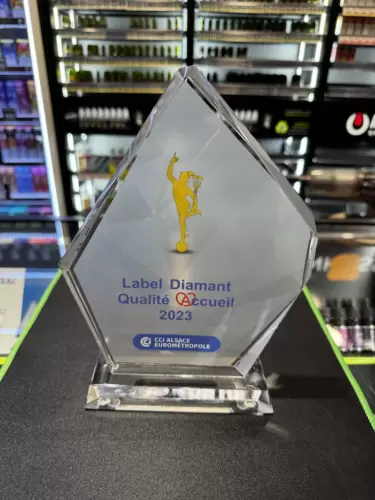 Label Diamant
Qualité Accueil
2023
CCI ALSACE
EUROMÉTROPOLE